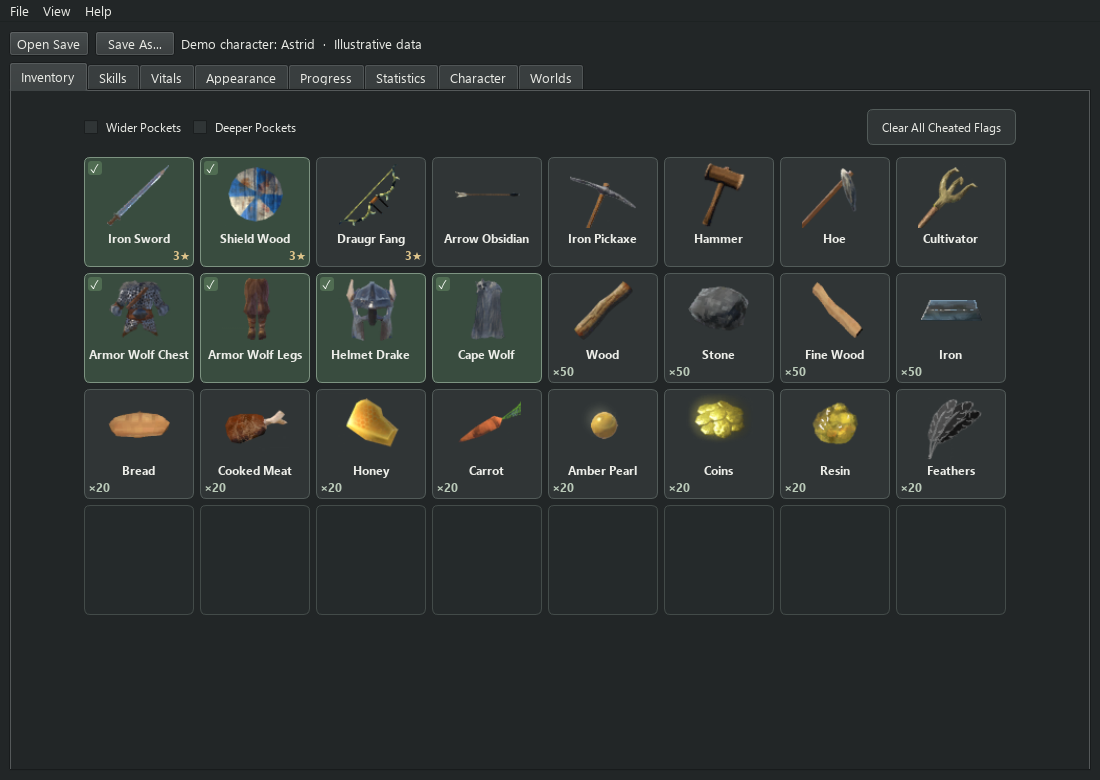 File View Help
Open Save Save As... Demo character: Astrid · Illustrative data
Inventory Skills Vitals Appearance Progress Statistics Character Worlds
Wider Pockets Deeper Pockets Clear All Cheated Flags
Iron Sword Shield Wood Draugr Fang Arrow Obsidian Iron Pickaxe Hammer Hoe Cultivator
3★ 3★ 3★
Armor Wolf Chest Armor Wolf Legs Helmet Drake Cape Wolf Wood Stone Fine Wood Iron
×50 ×50 ×50 ×50
Bread Cooked Meat Honey Carrot Amber Pearl Coins Resin Feathers
×20 ×20 ×20 ×20 ×20 ×20 ×20 ×20